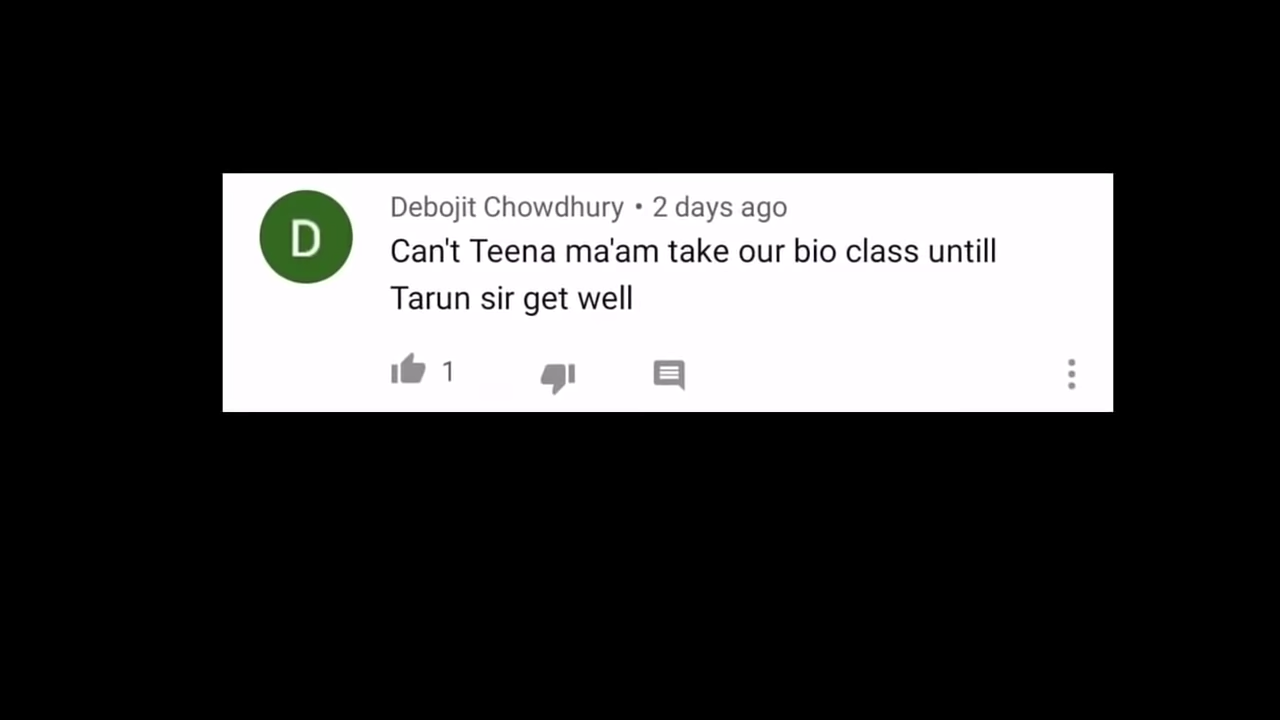 D
Debojit Chowdhury • 2 days ago
Can't Teena ma'am take our bio class untill
Tarun sir get well
1